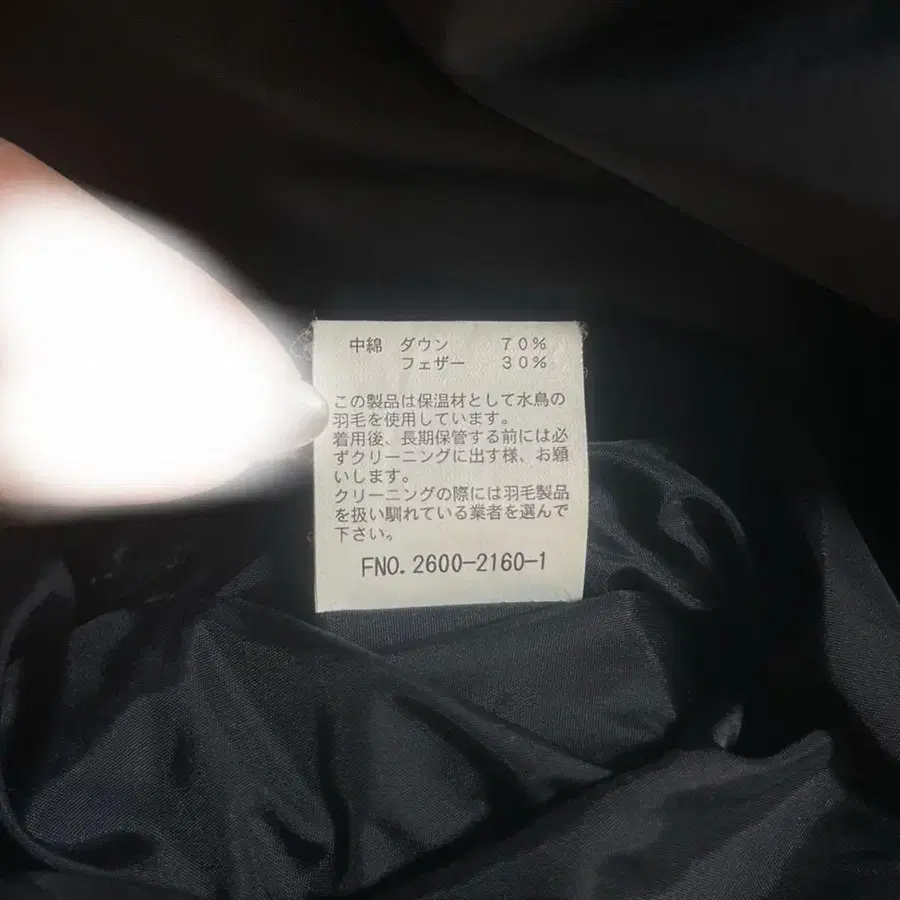 中綿 ダウン 70%
フェザー 30%
この製品は保温材として水鳥の
羽毛を使用しています。
着用後、長期保管する前には必
ずクリーニングに出す様、お願
いします。
クリーニングの際には羽毛製品
を扱い馴れている業者を選んで
下さい。
FNO. 2600-2160-1